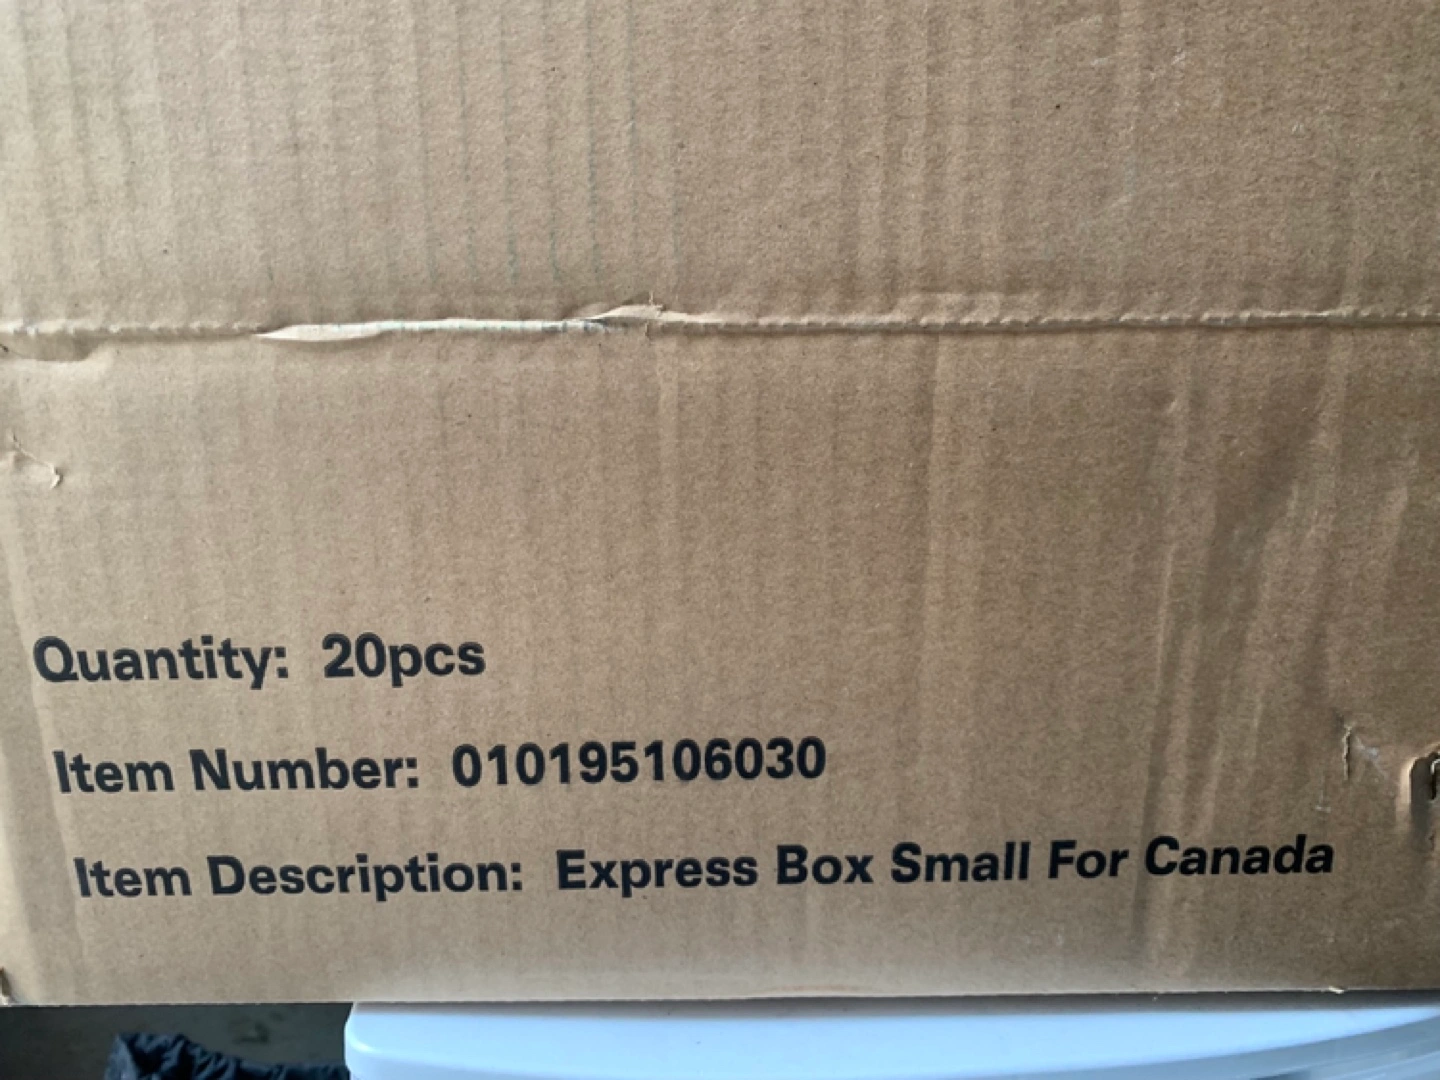 Quantity: 20pcs
Item Number: 010195106030
Item Description: Express Box Small For Canada